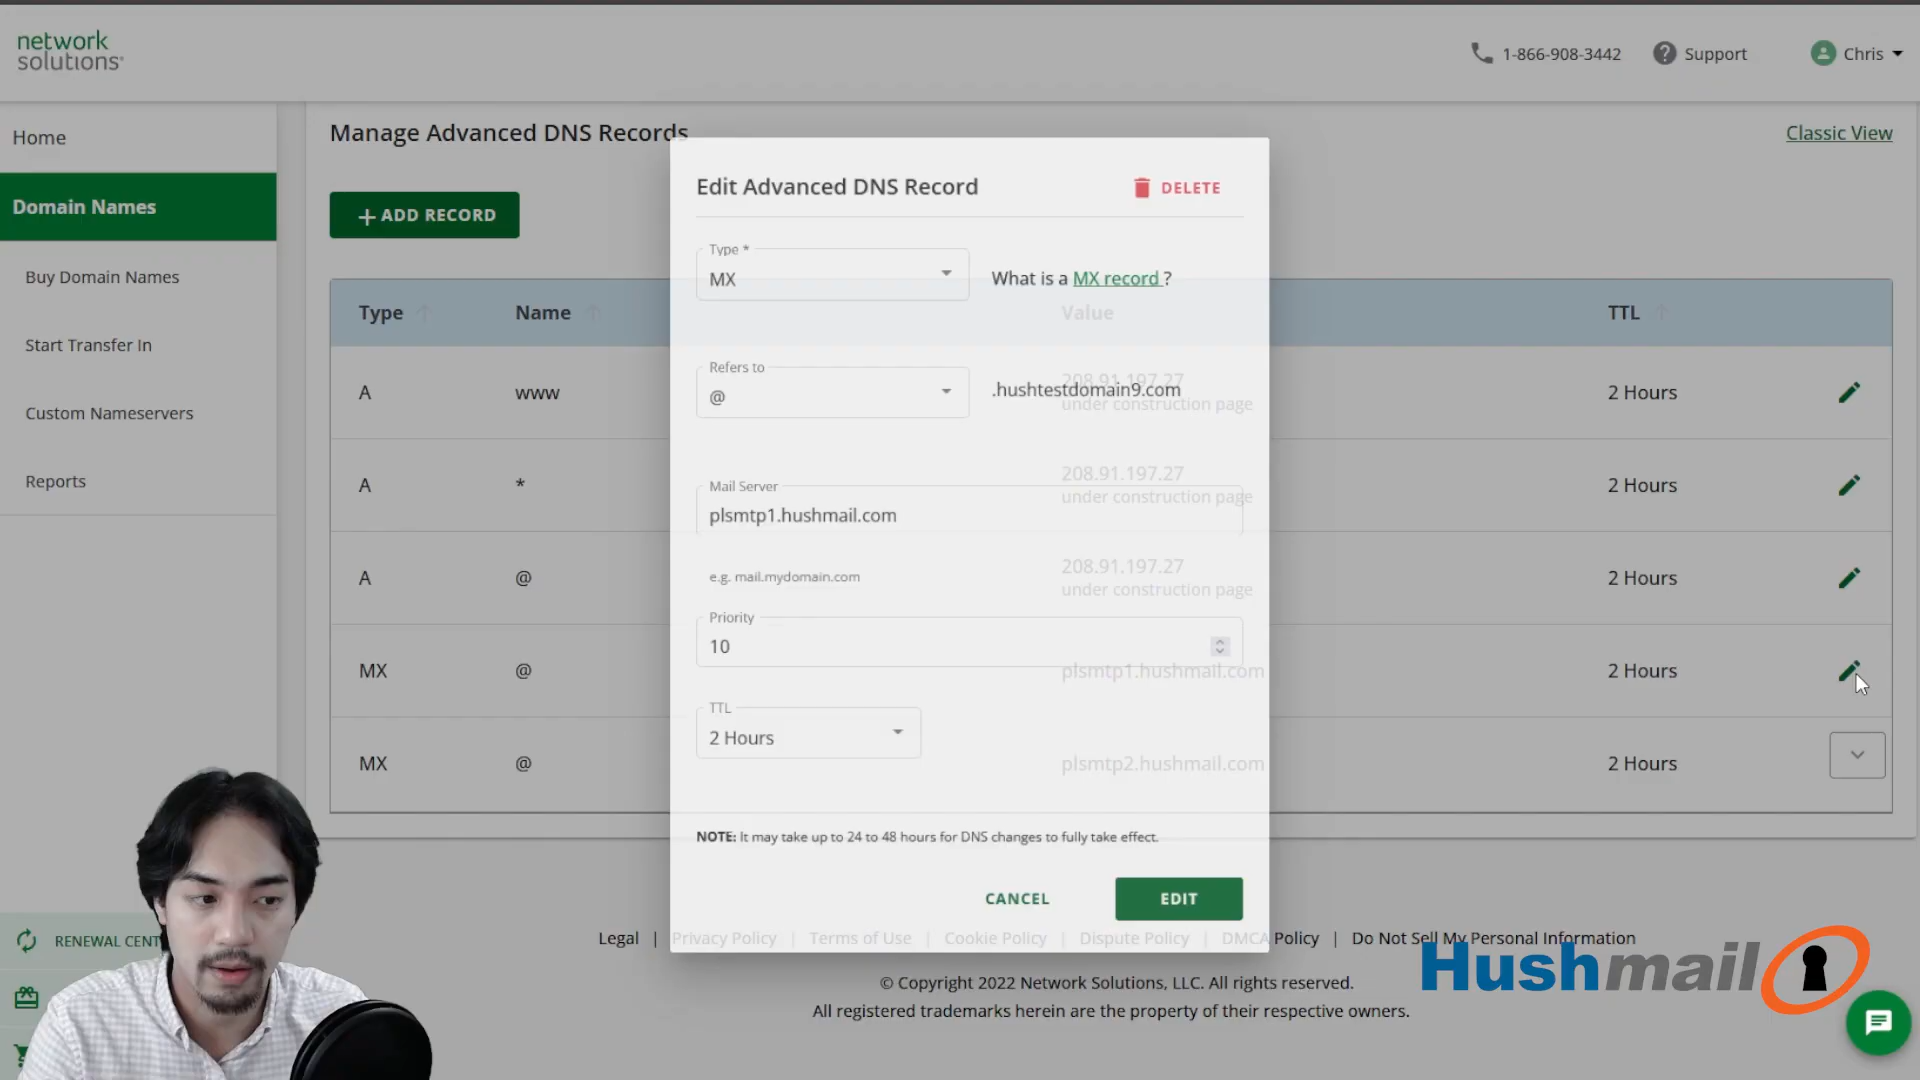 network
solutions
1-866-908-3442
Support
Chris
Home
Domain Names
Buy Domain Names
Start Transfer In
Custom Nameservers
Reports
RENEWAL CENT
Manage Advanced DNS Records
Classic View
+ ADD RECORD
Type
Name
Value
TTL
A
www
208.91.197.27
under construction page
2 Hours
A
*
208.91.197.27
under construction page
2 Hours
A
@
208.91.197.27
under construction page
2 Hours
MX
@
plsmtp1.hushmail.com
2 Hours
MX
@
plsmtp2.hushmail.com
2 Hours
Edit Advanced DNS Record
DELETE
Type *
MX
What is a MX record ?
Refers to
@
.hushtestdomain9.com
Mail Server
plsmtp1.hushmail.com
e.g. mail.mydomain.com
Priority
10
TTL
2 Hours
NOTE: It may take up to 24 to 48 hours for DNS changes to fully take effect.
CANCEL
EDIT
Legal | Privacy Policy | Terms of Use | Cookie Policy | Dispute Policy | DMCA Policy | Do Not Sell My Personal Information
© Copyright 2022 Network Solutions, LLC. All rights reserved.
All registered trademarks herein are the property of their respective owners.
Hushmail